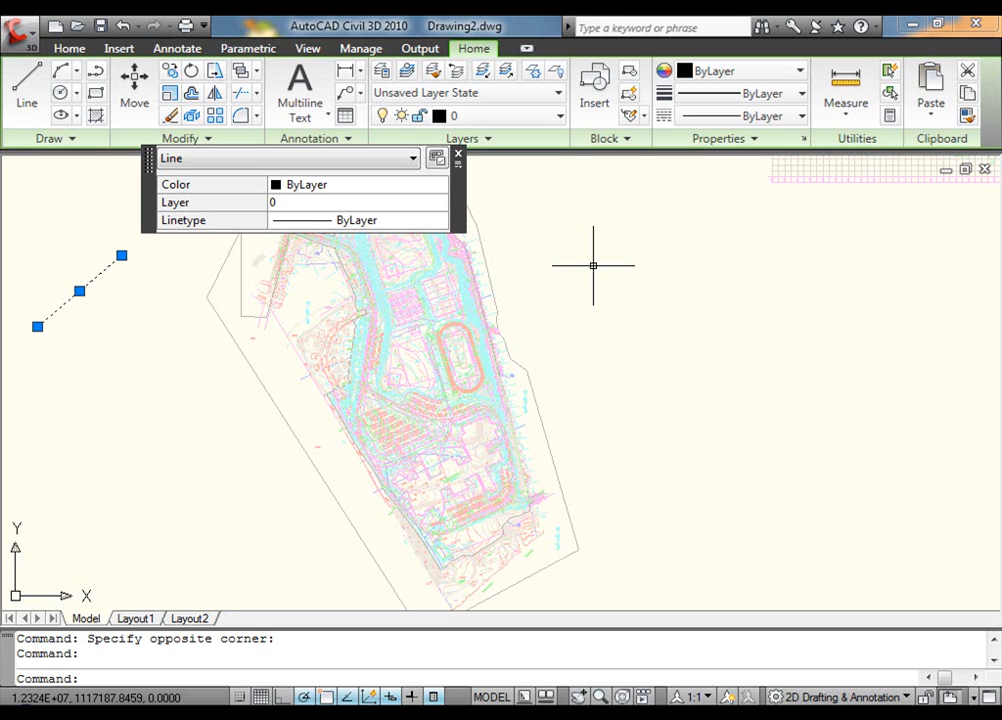 AutoCAD Civil 3D 2010 Drawing2.dwg
Type a keyword or phrase
3D
Home Insert Annotate Parametric View Manage Output Home
Line
Move
Multiline
Text
Unsaved Layer State
0
Insert
ByLayer
ByLayer
ByLayer
Measure
Paste
Draw Modify Annotation Layers Block Properties Utilities Clipboard
Line
Color ByLayer
Layer 0
Linetype ByLayer
Y
X
Model Layout1 Layout2
Command: Specify opposite corner:
Command:
Command:
1.2324E+07, 1117187.8459, 0.0000
MODEL
1:1
2D Drafting & Annotation